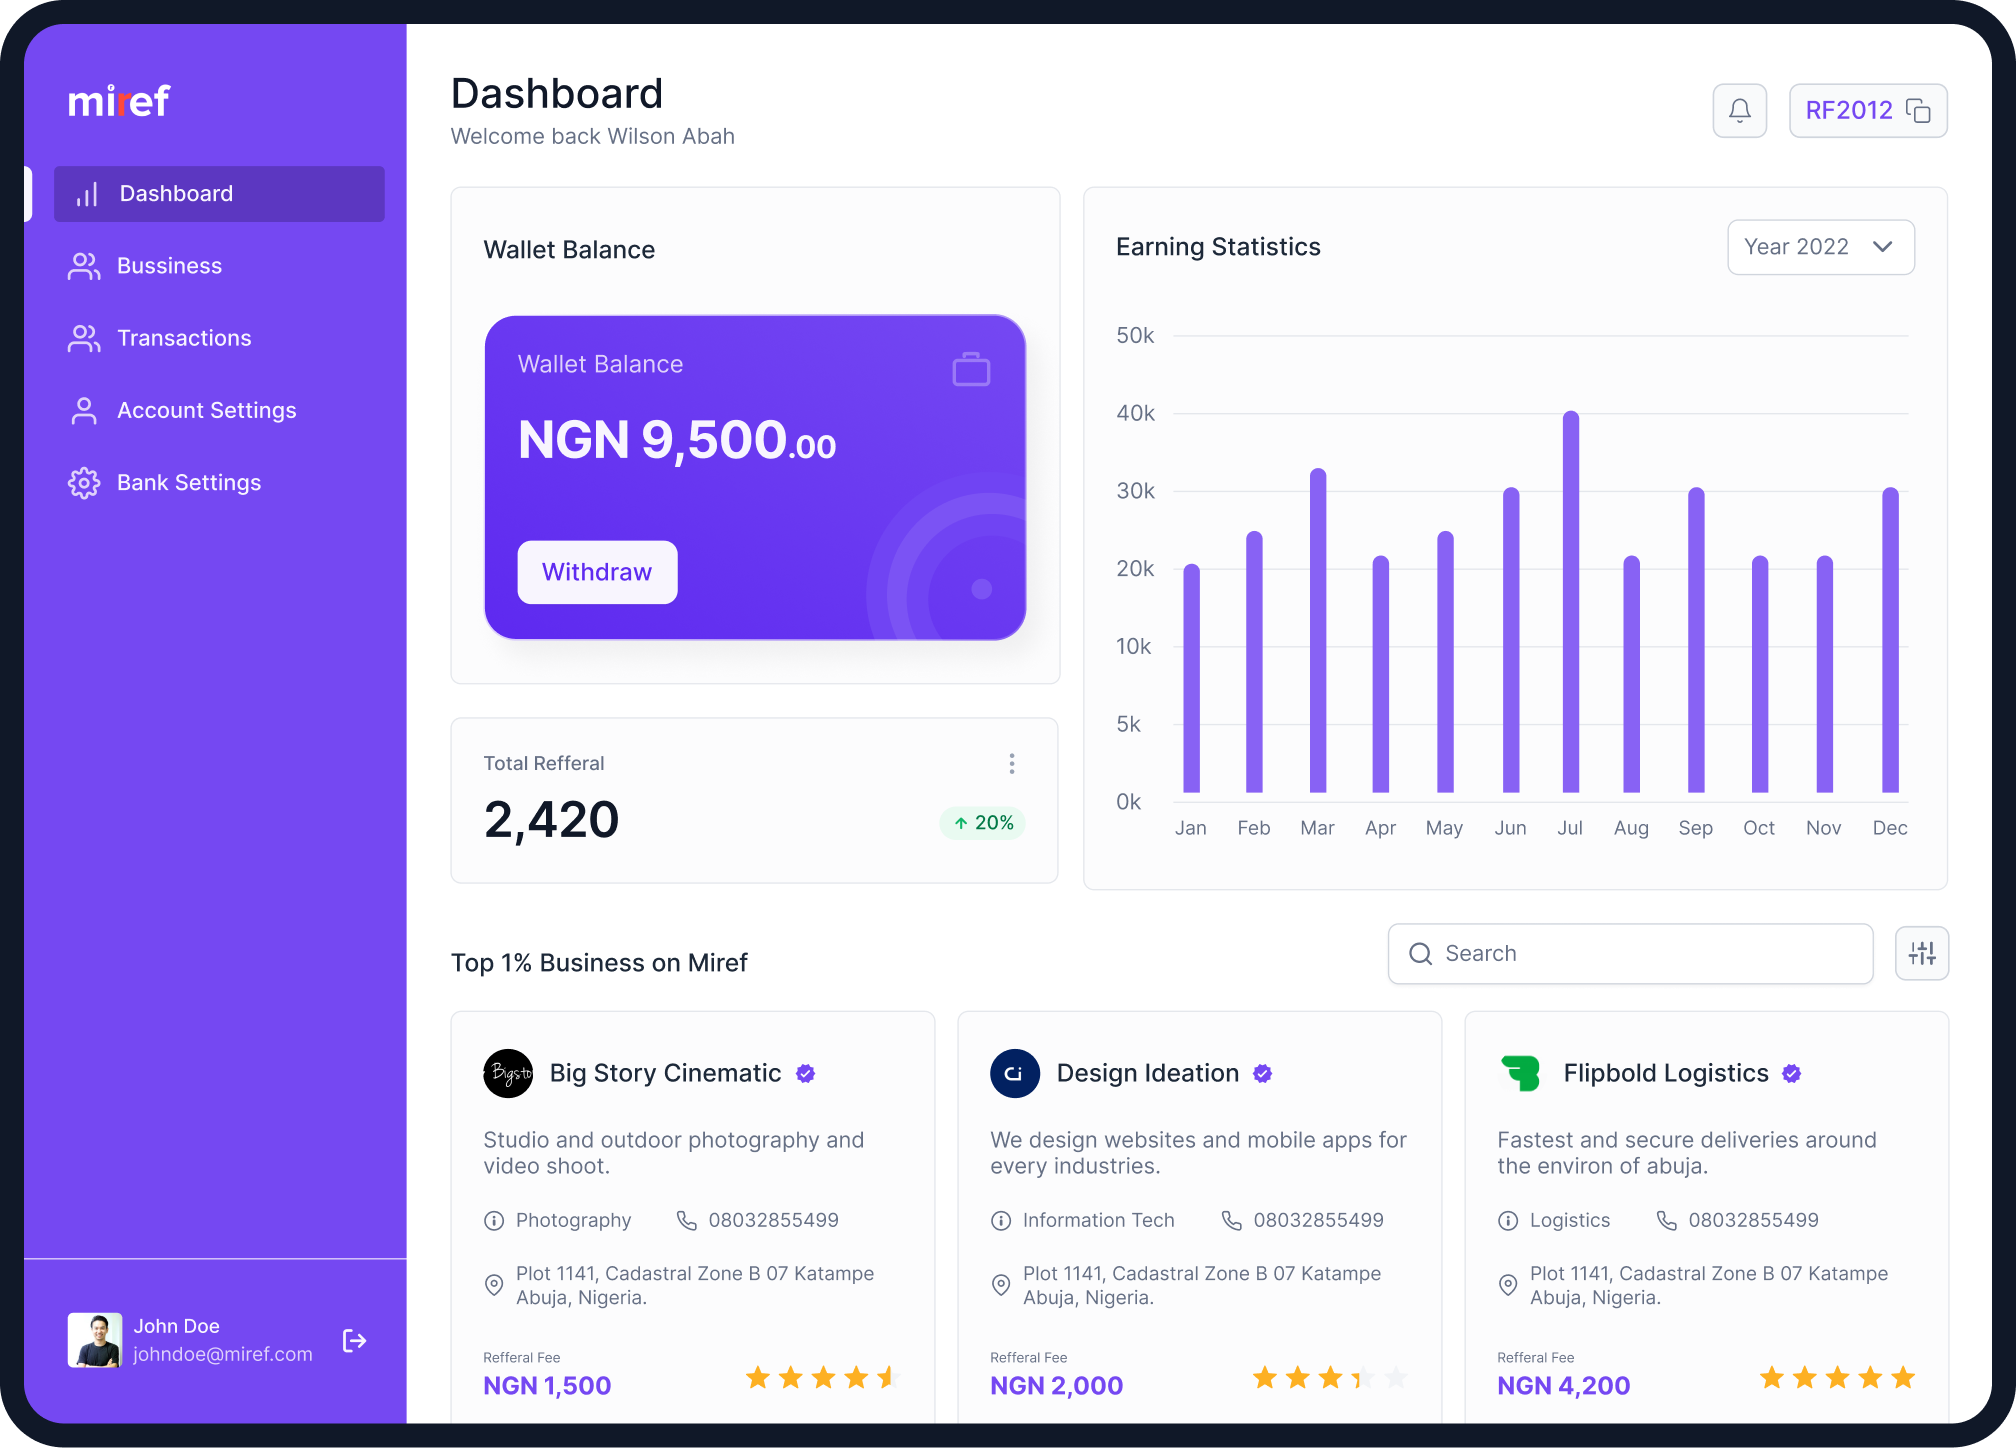 miref
Dashboard
Bussiness
Transactions
Account Settings
Bank Settings
John Doe
johndoe@miref.com
Dashboard
Welcome back Wilson Abah
RF2012
Wallet Balance
Wallet Balance
NGN 9,500.00
Withdraw
Total Refferal
2,420
20%
Earning Statistics
Year 2022
50k
40k
30k
20k
10k
5k
0k
Jan Feb Mar Apr May Jun Jul Aug Sep Oct Nov Dec
Top 1% Business on Miref
Search
Bigsto
Big Story Cinematic
Studio and outdoor photography and
video shoot.
Photography 08032855499
Plot 1141, Cadastral Zone B 07 Katampe
Abuja, Nigeria.
Refferal Fee
NGN 1,500
Ci
Design Ideation
We design websites and mobile apps for
every industries.
Information Tech 08032855499
Plot 1141, Cadastral Zone B 07 Katampe
Abuja, Nigeria.
Refferal Fee
NGN 2,000
Flipbold Logistics
Fastest and secure deliveries around
the environ of abuja.
Logistics 08032855499
Plot 1141, Cadastral Zone B 07 Katampe
Abuja, Nigeria.
Refferal Fee
NGN 4,200